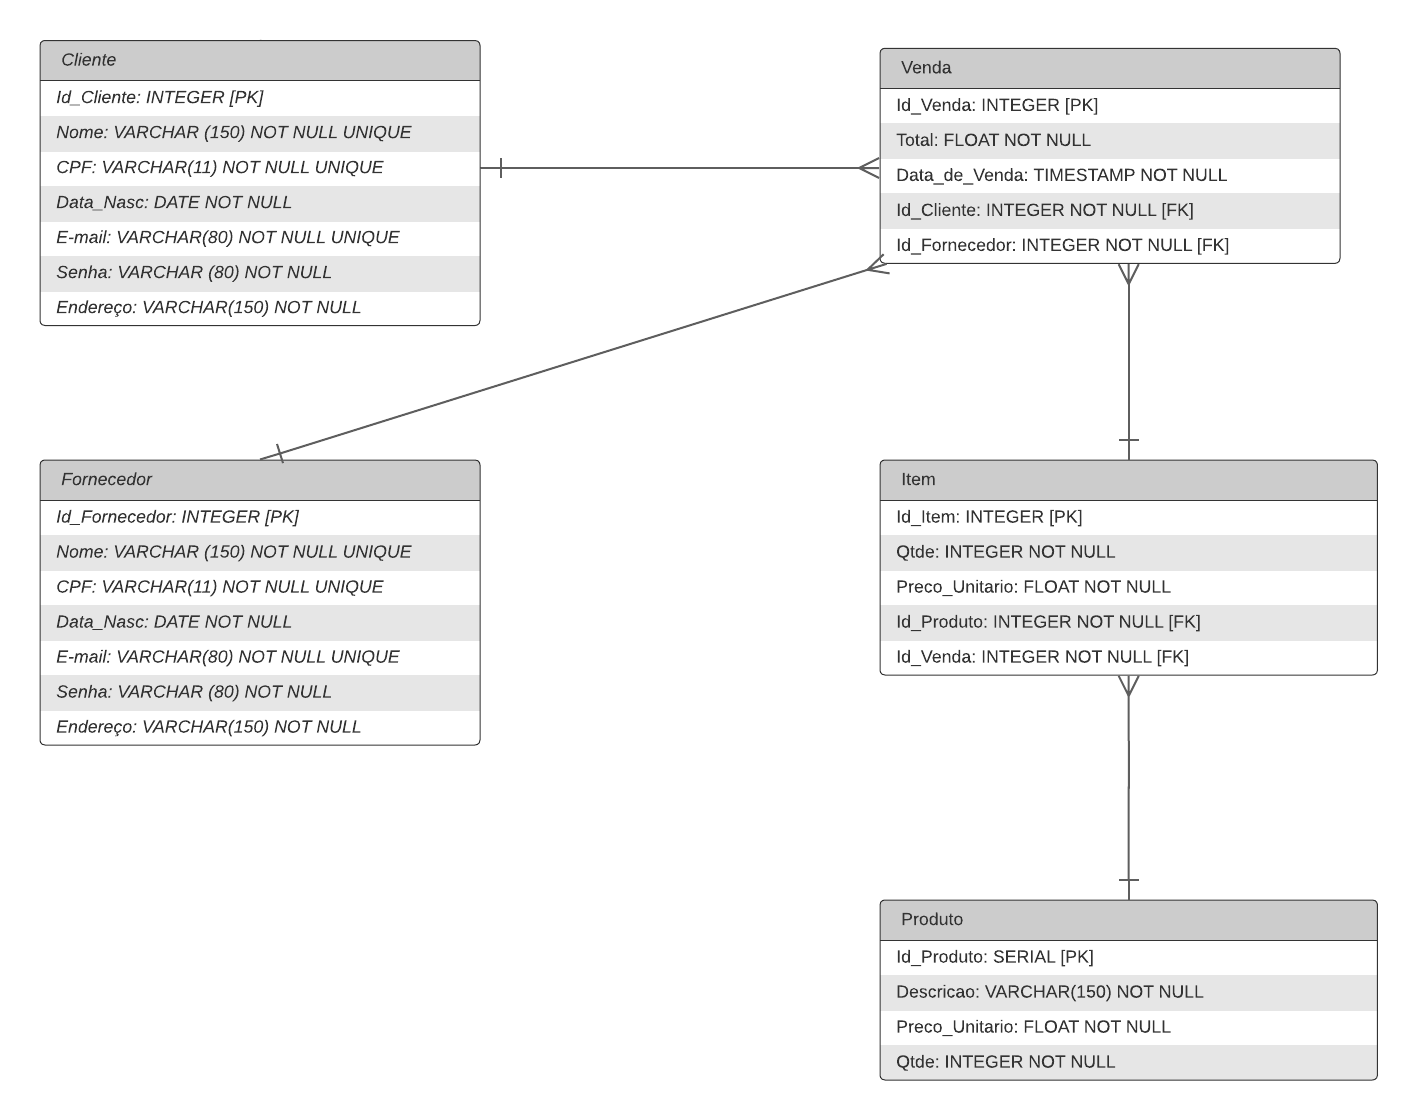 Cliente
Id_Cliente: INTEGER [PK]
Nome: VARCHAR (150) NOT NULL UNIQUE
CPF: VARCHAR(11) NOT NULL UNIQUE
Data_Nasc: DATE NOT NULL
E-mail: VARCHAR(80) NOT NULL UNIQUE
Senha: VARCHAR (80) NOT NULL
Endereço: VARCHAR(150) NOT NULL
Venda
Id_Venda: INTEGER [PK]
Total: FLOAT NOT NULL
Data_de_Venda: TIMESTAMP NOT NULL
Id_Cliente: INTEGER NOT NULL [FK]
Id_Fornecedor: INTEGER NOT NULL [FK]
Fornecedor
Id_Fornecedor: INTEGER [PK]
Nome: VARCHAR (150) NOT NULL UNIQUE
CPF: VARCHAR(11) NOT NULL UNIQUE
Data_Nasc: DATE NOT NULL
E-mail: VARCHAR(80) NOT NULL UNIQUE
Senha: VARCHAR (80) NOT NULL
Endereço: VARCHAR(150) NOT NULL
Item
Id_Item: INTEGER [PK]
Qtde: INTEGER NOT NULL
Preco_Unitario: FLOAT NOT NULL
Id_Produto: INTEGER NOT NULL [FK]
Id_Venda: INTEGER NOT NULL [FK]
Produto
Id_Produto: SERIAL [PK]
Descricao: VARCHAR(150) NOT NULL
Preco_Unitario: FLOAT NOT NULL
Qtde: INTEGER NOT NULL